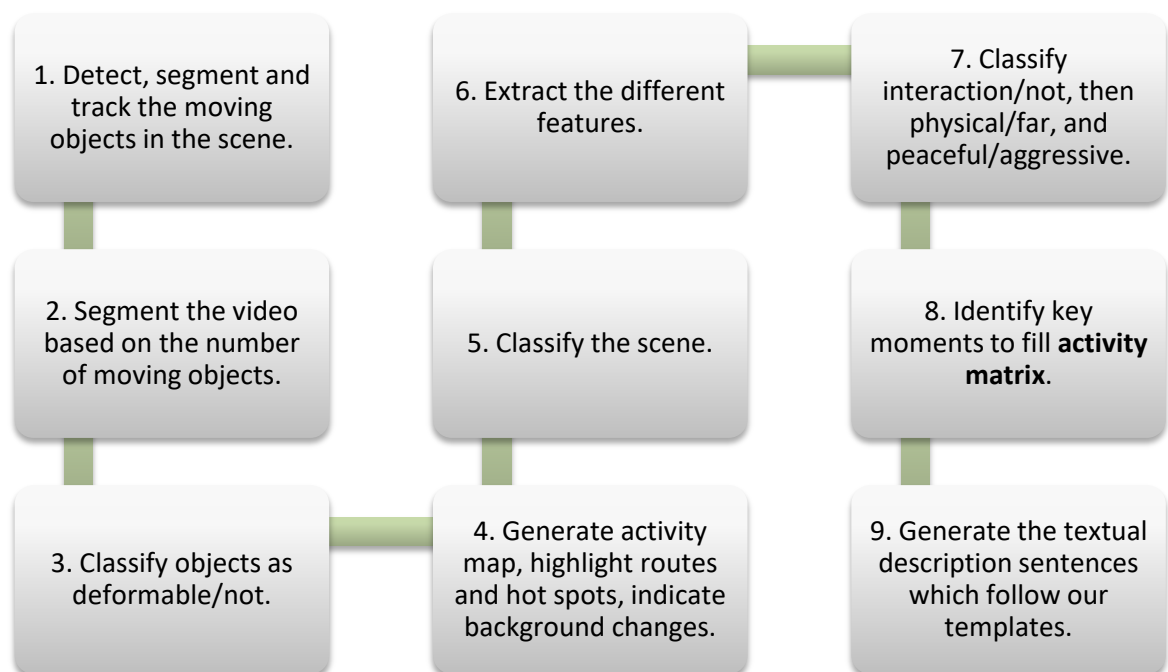 1. Detect, segment and
track the moving
objects in the scene.
2. Segment the video
based on the number
of moving objects.
3. Classify objects as
deformable/not.
4. Generate activity
map, highlight routes
and hot spots, indicate
background changes.
5. Classify the scene.
6. Extract the different
features.
7. Classify
interaction/not, then
physical/far, and
peaceful/aggressive.
8. Identify key
moments to fill activity
matrix.
9. Generate the textual
description sentences
which follow our
templates.